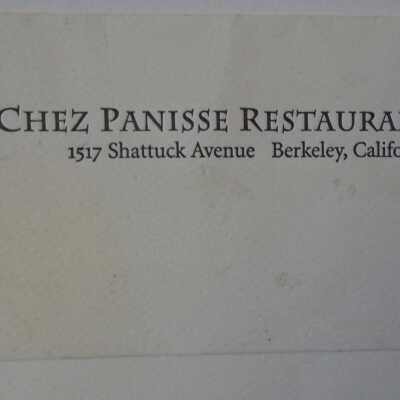 CHEZ PANISSE RESTAURA
1517 Shattuck Avenue Berkeley, Califo